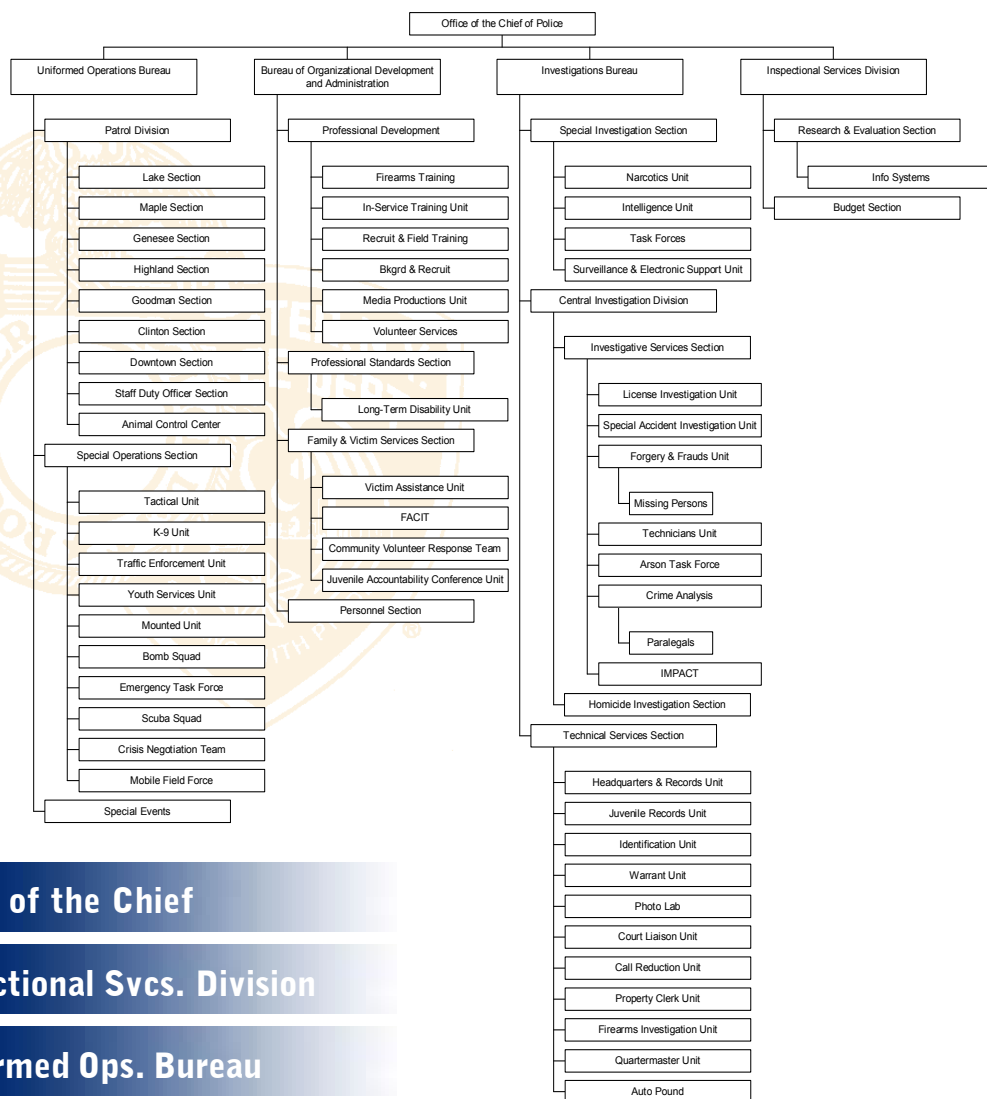 Office of the Chief of Police
Uniformed Operations Bureau
Patrol Division
Lake Section
Maple Section
Genesee Section
Highland Section
Goodman Section
Clinton Section
Downtown Section
Staff Duty Officer Section
Animal Control Center
Special Operations Section
Tactical Unit
K-9 Unit
Traffic Enforcement Unit
Youth Services Unit
Mounted Unit
Bomb Squad
Emergency Task Force
Scuba Squad
Crisis Negotiation Team
Mobile Field Force
Special Events
Bureau of Organizational Development
and Administration
Professional Development
Firearms Training
In-Service Training Unit
Recruit & Field Training
Bkgrd & Recruit
Media Productions Unit
Volunteer Services
Professional Standards Section
Long-Term Disability Unit
Family & Victim Services Section
Victim Assistance Unit
FACIT
Community Volunteer Response Team
Juvenile Accountability Conference Unit
Personnel Section
Investigations Bureau
Special Investigation Section
Narcotics Unit
Intelligence Unit
Task Forces
Surveillance & Electronic Support Unit
Central Investigation Division
Investigative Services Section
License Investigation Unit
Special Accident Investigation Unit
Forgery & Frauds Unit
Missing Persons
Technicians Unit
Arson Task Force
Crime Analysis
Paralegals
IMPACT
Homicide Investigation Section
Technical Services Section
Headquarters & Records Unit
Juvenile Records Unit
Identification Unit
Warrant Unit
Photo Lab
Court Liaison Unit
Call Reduction Unit
Property Clerk Unit
Firearms Investigation Unit
Quartermaster Unit
Auto Pound
Inspectional Services Division
Research & Evaluation Section
Info Systems
Budget Section
of the Chief
ctional Svcs. Division
rmed Ops. Bureau